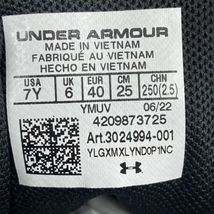 UNDER ARMOUR
MADE IN VIETNAM
FABRIQUÉ AU VIETNAM
HECHO EN VIETNAM
USA UK EUR CM CHN
7Y 6 40 25 250(2.5)
YMUV 06/22
4209873725
Art.3024994-001
YLGXMXLYND0P1NC